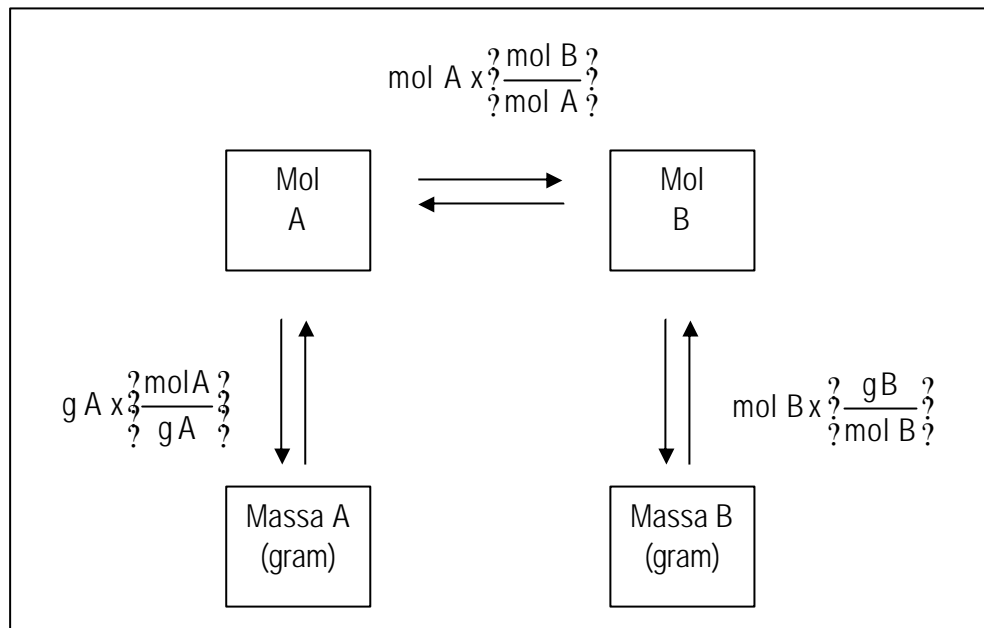 mol A x ? mol B / mol A ?
Mol
A
Mol
B
g A x ? mol A / g A ?
mol B x ? g B / mol B ?
Massa A
(gram)
Massa B
(gram)